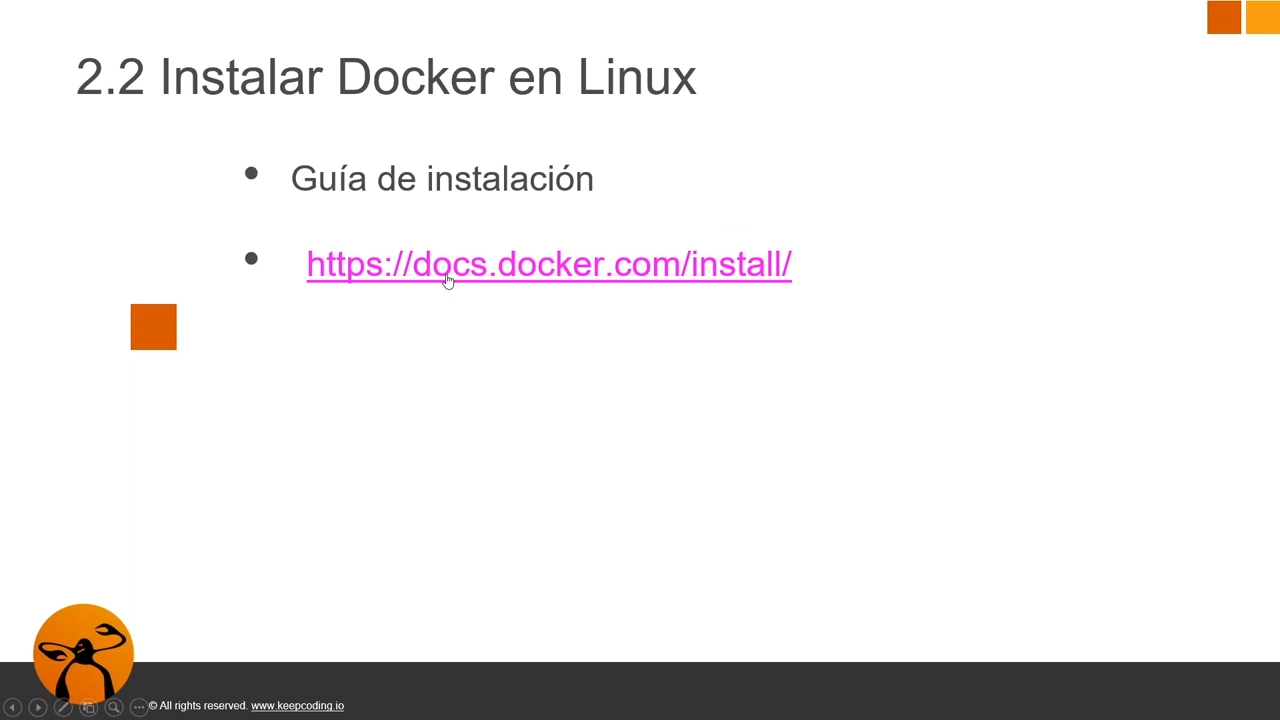 2.2 Instalar Docker en Linux
• Guía de instalación
• https://docs.docker.com/install/
© All rights reserved. www.keepcoding.io